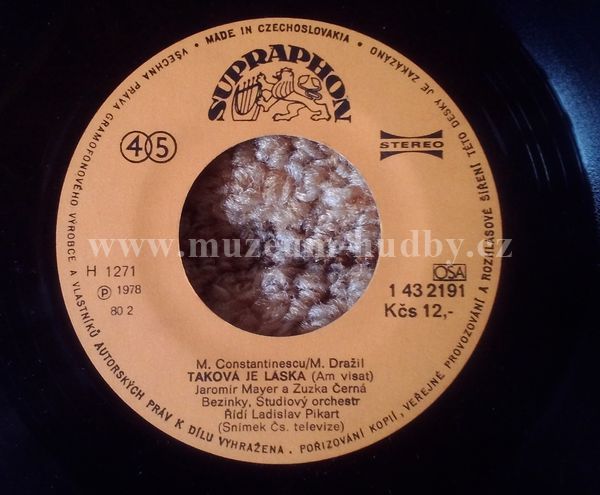 • MADE IN CZECHOSLOVAKIA •
VŠECHNA PRÁVA GRAMOFONOVÉHO VÝROBCE A VLASTNÍKŮ AUTORSKÝCH PRÁV K DÍLU VYHRAŽENA. POŘIZOVÁNÍ KOPIÍ, VEŘEJNÉ PROVOZOVÁNÍ A ROZHLASOVÉ ŠÍŘENÍ TÉTO DESKY JE ZAKÁZÁNO
SUPRAPHON
45
STEREO
www.muzeum-hudby.cz
H 1271
Ⓟ 1978
80 2
OSA
1 43 2191
Kčs 12,-
M. Constantinescu/M. Dražil
TAKOVÁ JE LÁSKA (Am visat)
Jaromír Mayer a Zuzka Černá
Bezinky, Studiový orchestr
Řídí Ladislav Pikart
(Snímek Čs. televize)